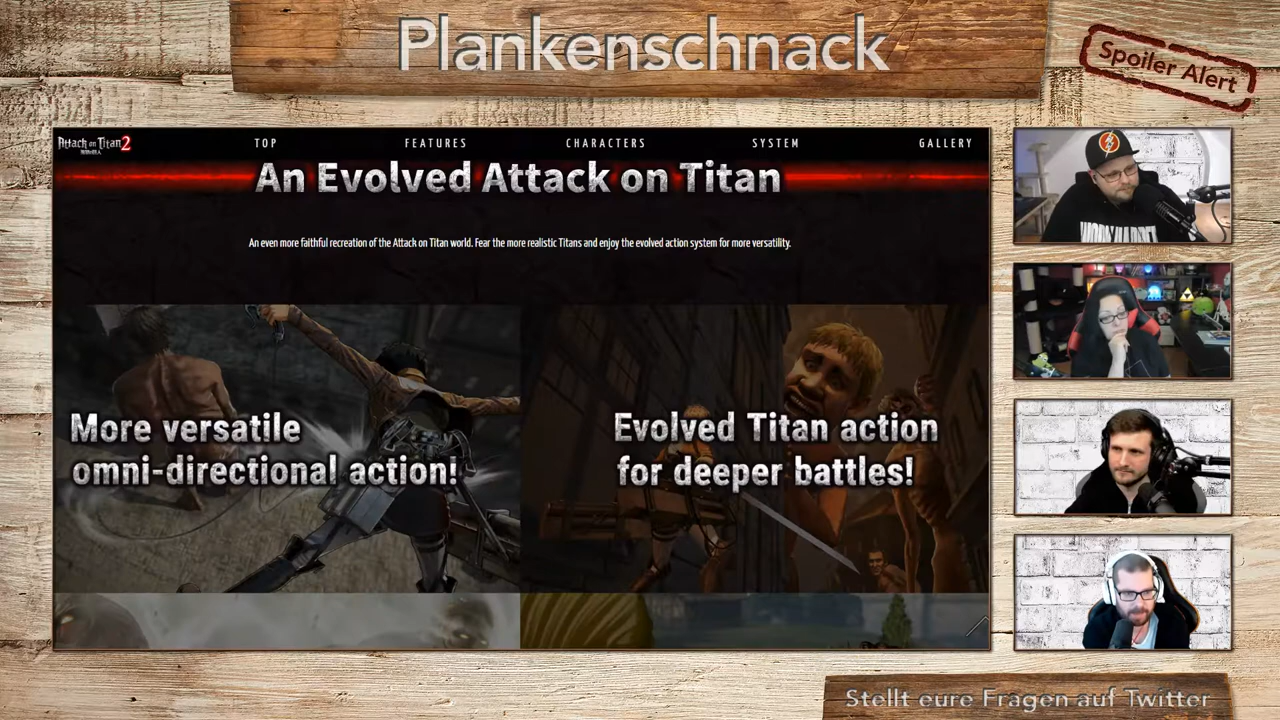 Plankenschnack
Spoiler Alert
Attack on Titan 2
TOP
FEATURES
CHARACTERS
SYSTEM
GALLERY
An Evolved Attack on Titan
An even more faithful recreation of the Attack on Titan world. Fear the more realistic Titans and enjoy the evolved action system for more versatility.
More versatile
omni-directional action!
Evolved Titan action
for deeper battles!
Stellt eure Fragen auf Twitter